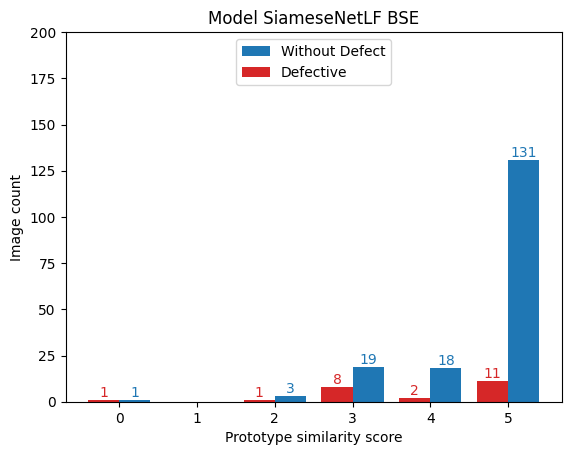 Model SiameseNetLF BSE
Without Defect
Defective
Image count
200
175
150
125
100
75
50
25
0
1 1
1 3
8 19
2 18
11 131
0 1 2 3 4 5
Prototype similarity score